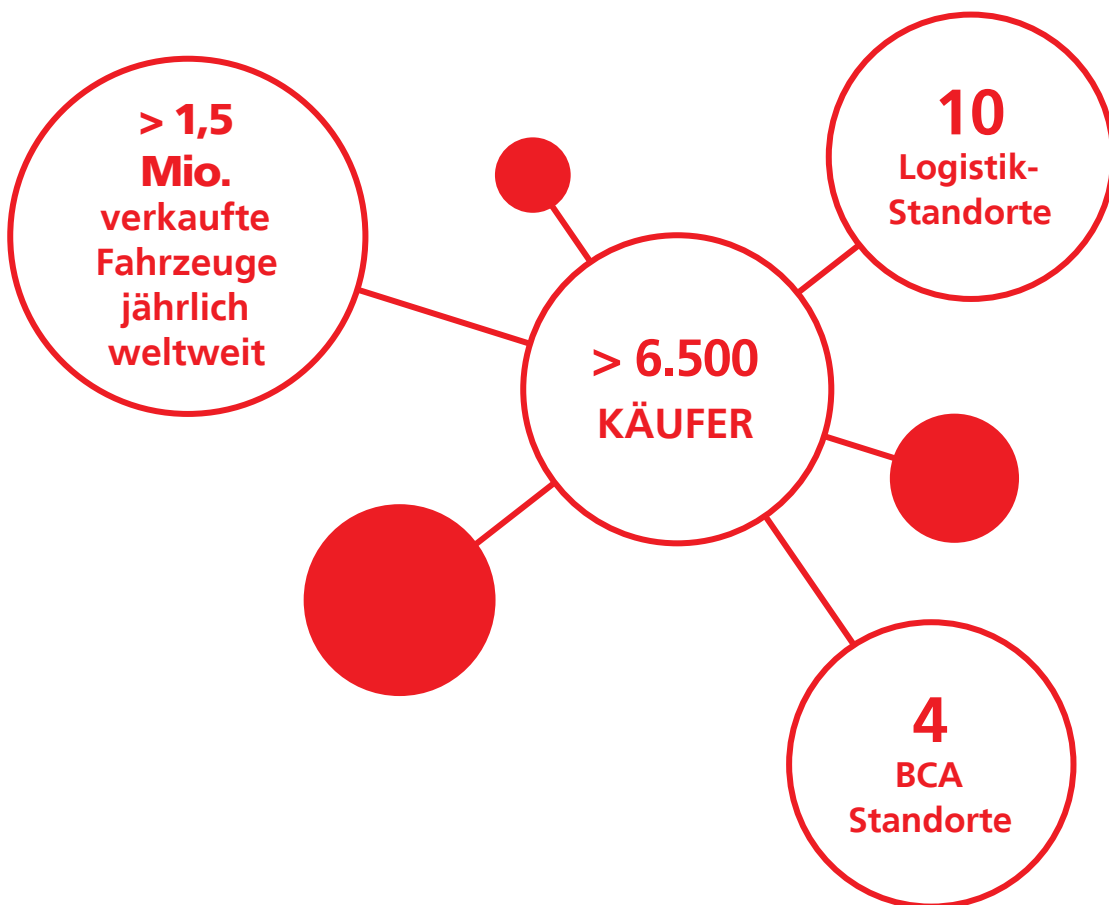 > 1,5
Mio.
verkaufte
Fahrzeuge
jährlich
weltweit
10
Logistik-
Standorte
> 6.500
KÄUFER
4
BCA
Standorte